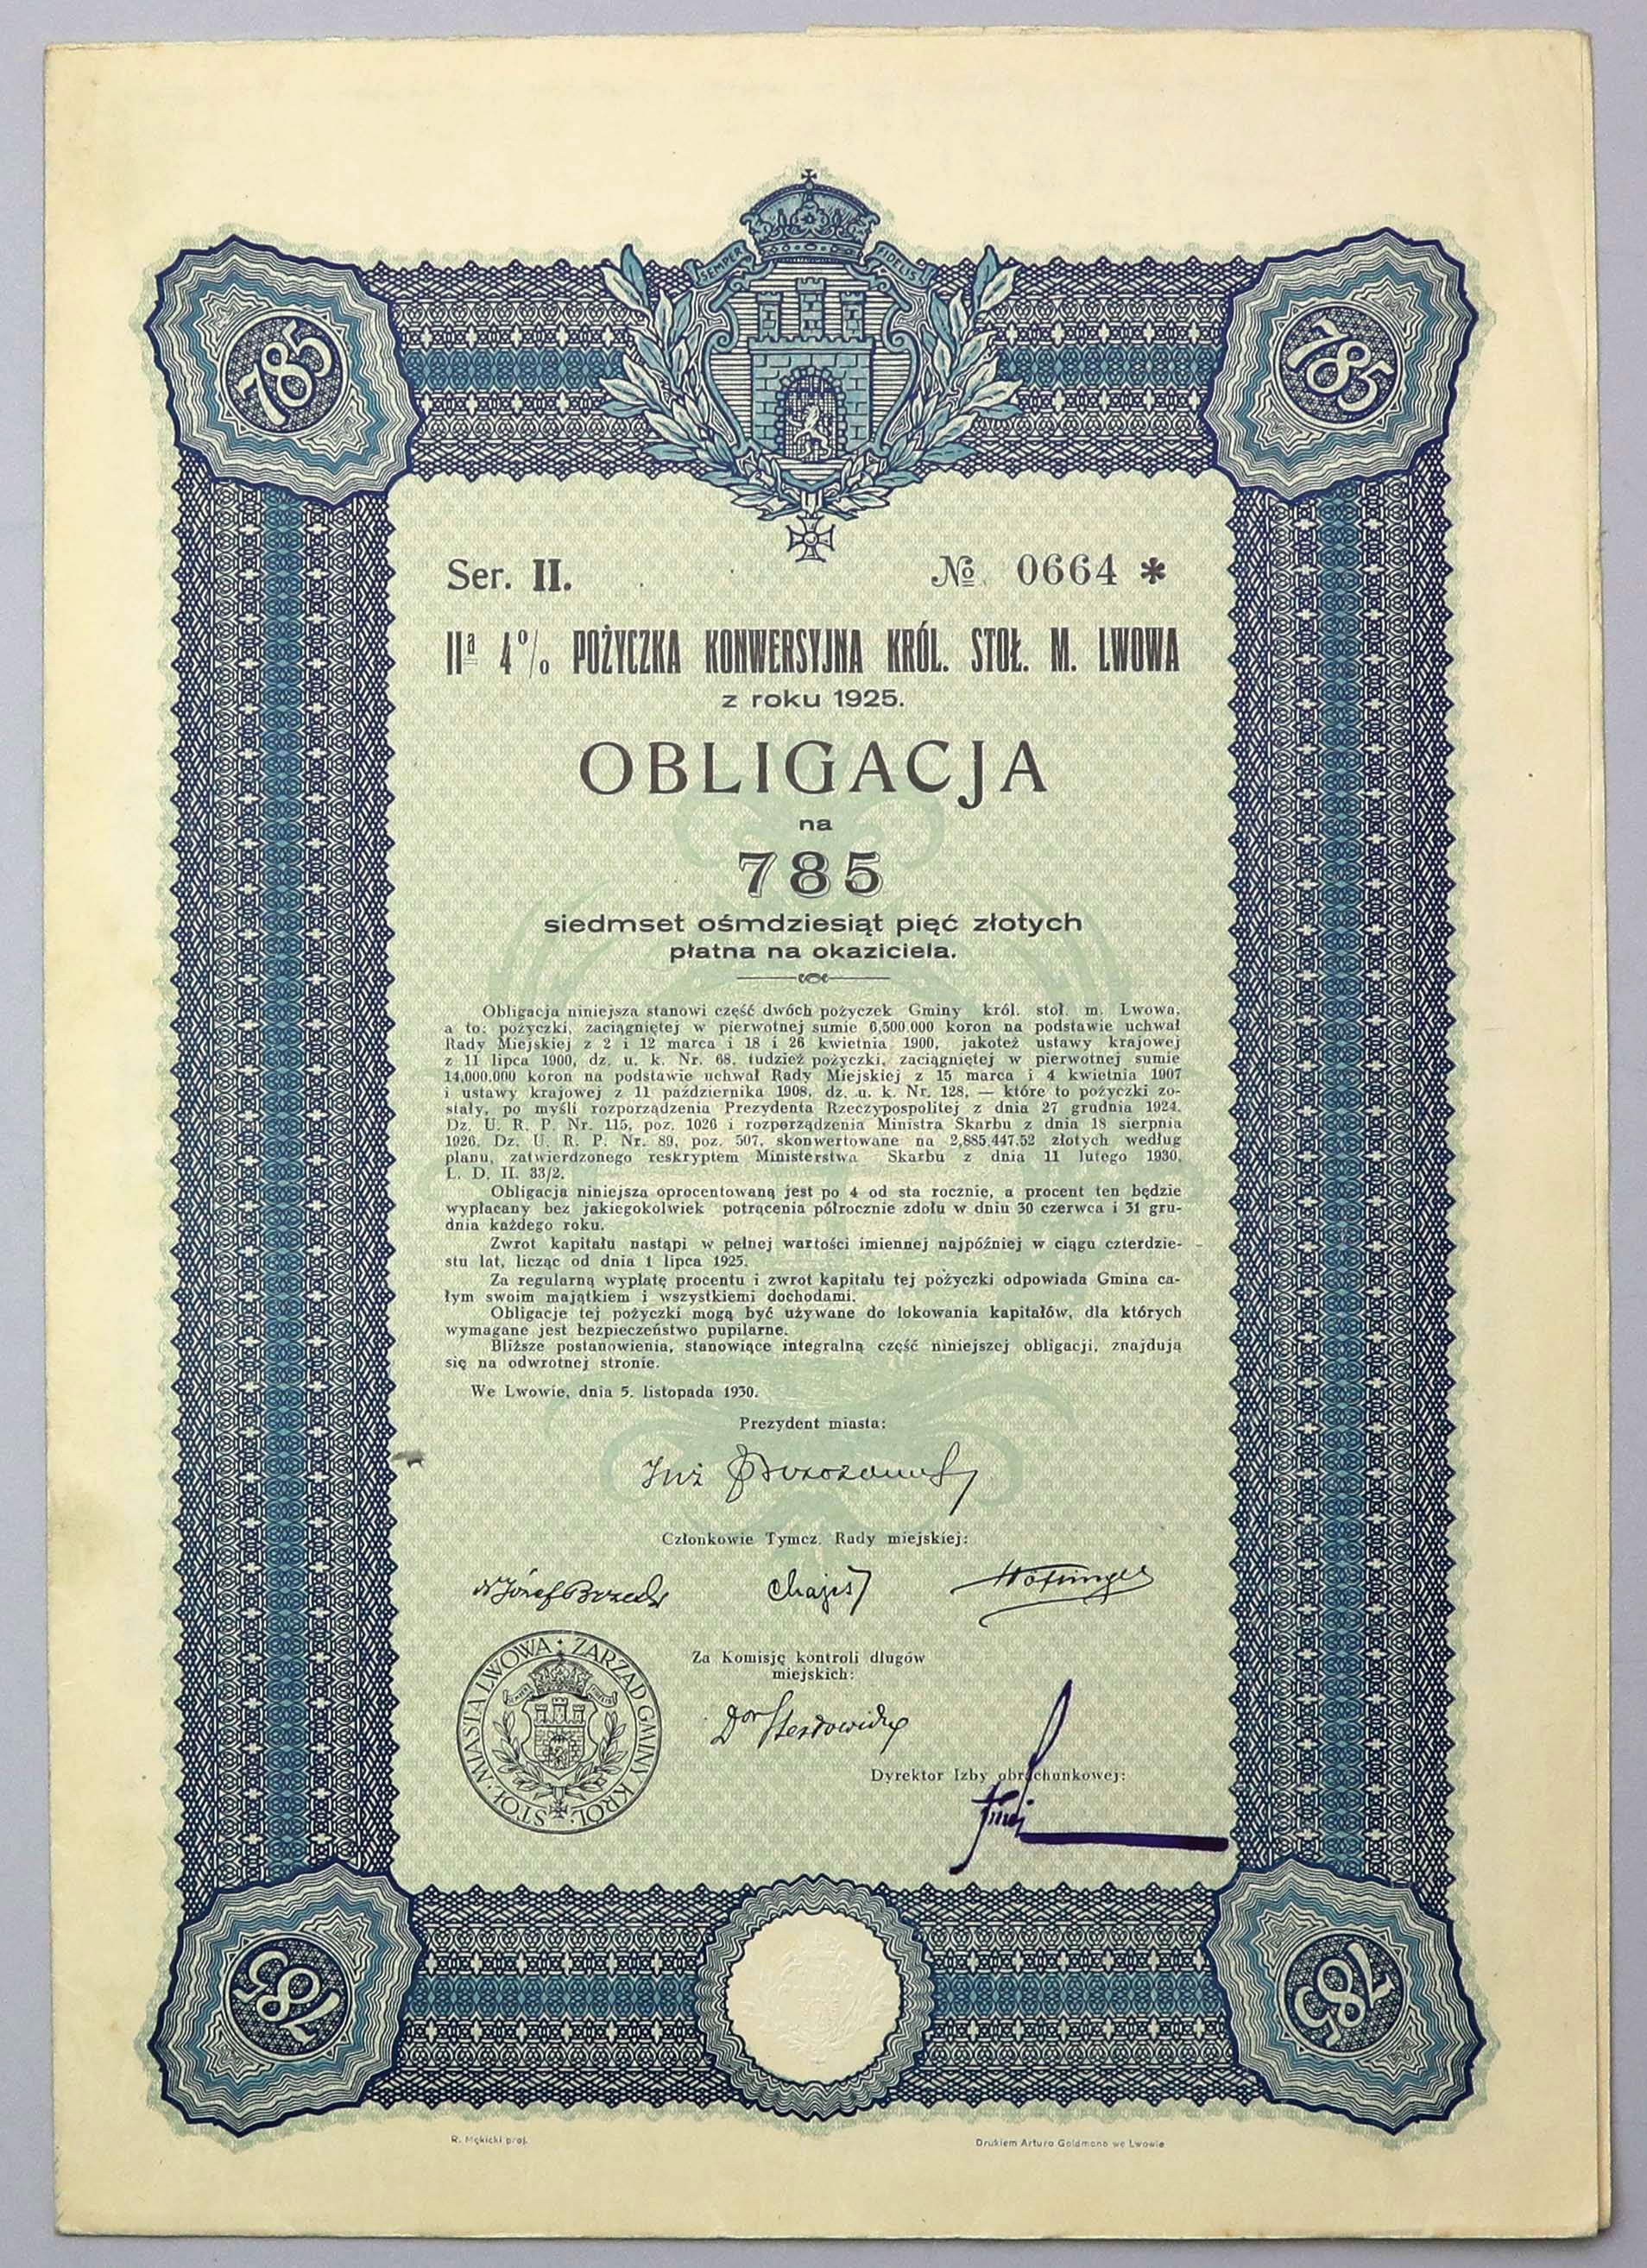 SEMPER FIDELIS
785
785
Ser. II. № 0664 *
IIª 4% POŻYCZKA KONWERSYJNA KRÓL. STOŁ. M. LWOWA
z roku 1925.
OBLIGACJA
na
785
siedmset ośmdziesiąt pięć złotych
płatna na okaziciela.
Obligacja niniejsza stanowi część dwóch pożyczek Gminy król. stoł. m. Lwowa,
a to: pożyczki, zaciągniętej w pierwotnej sumie 6,500.000 koron na podstawie uchwał
Rady Miejskiej z 2 i 12 marca i 18 i 26 kwietnia 1900, jakoteż ustawy krajowej
z 11 lipca 1900, dz. u. k. Nr. 68, tudzież pożyczki, zaciągniętej w pierwotnej sumie
14,000.000 koron na podstawie uchwał Rady Miejskiej z 15 marca i 4 kwietnia 1907
i ustawy krajowej z 11 października 1908, dz. u. k. Nr. 128, — które to pożyczki zo-
stały, po myśli rozporządzenia Prezydenta Rzeczypospolitej z dnia 27 grudnia 1924.
Dz. U. R. P. Nr. 115, poz. 1026 i rozporządzenia Ministra Skarbu z dnia 18 sierpnia
1926. Dz. U. R. P. Nr. 89, poz. 507, skonwertowane na 2,885.447.52 złotych według
planu, zatwierdzonego reskryptem Ministerstwa Skarbu z dnia 11 lutego 1930,
L. D. II. 33/2.
Obligacja niniejsza oprocentowaną jest po 4 od sta rocznie, a procent ten będzie
wypłacany bez jakiegokolwiek potrącenia półrocznie zdołu w dniu 30 czerwca i 31 gru-
dnia każdego roku.
Zwrot kapitału nastąpi w pełnej wartości imiennej najpóźniej w ciągu czterdzie-
stu lat, licząc od dnia 1 lipca 1925.
Za regularną wypłatę procentu i zwrot kapitału tej pożyczki odpowiada Gmina ca-
łym swoim majątkiem i wszystkiemi dochodami.
Obligacje tej pożyczki mogą być używane do lokowania kapitałów, dla których
wymagane jest bezpieczeństwo pupilarne.
Bliższe postanowienia, stanowiące integralną część niniejszej obligacji, znajdują
się na odwrotnej stronie.
We Lwowie, dnia 5. listopada 1930.
Prezydent miasta:
Członkowie Tymcz. Rady miejskiej:
Chajes
Za Komisję kontroli długów
miejskich:
ZARZĄD GMINY KRÓL. STOŁ. MIASTA LWOWA
Dyrektor Izby obrachunkowej:
785
785
R. Mękicki proj.
Drukiem Artura Goldmana we Lwowie